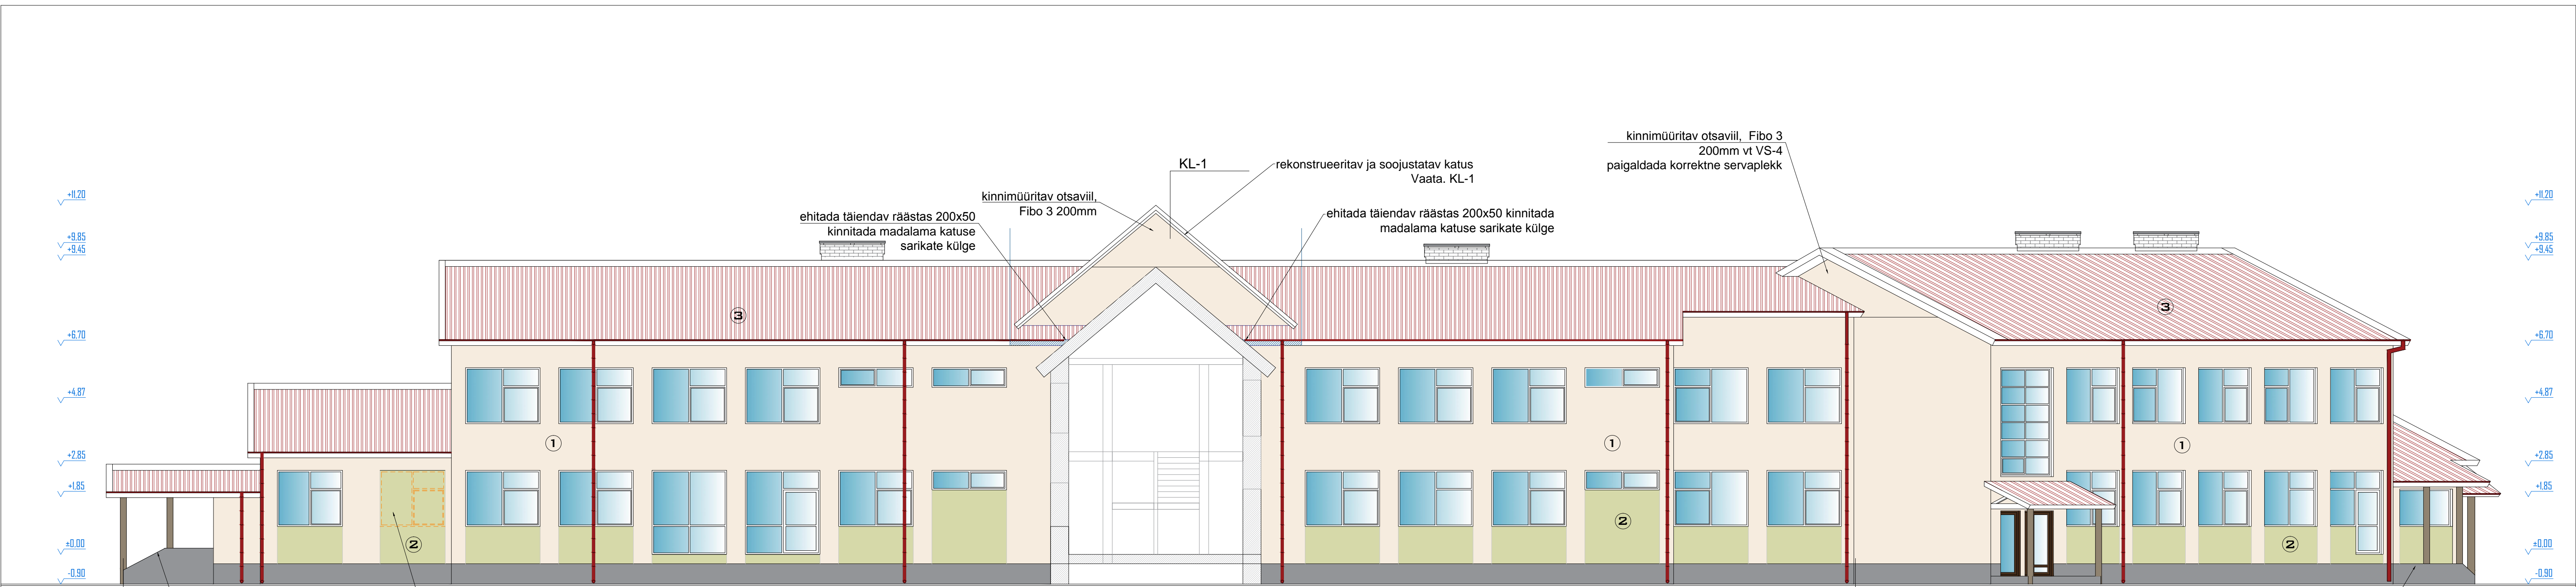 kinnimüüritav otsaviil, Fibo 3
200mm vt VS-4
paigaldada korrektne servaplekk
KL-1
rekonstrueeritav ja soojustatav katus
Vaata. KL-1
kinnimüüritav otsaviil,
Fibo 3 200mm
ehitada täiendav räästas 200x50
kinnitada madalama katuse
sarikate külge
ehitada täiendav räästas 200x50 kinnitada
madalama katuse sarikate külge
+11.20
+9.85
+9.45
+6.70
+4.87
+2.85
+1.85
±0.00
-0.90
+11.20
+9.85
+9.45
+6.70
+4.87
+2.85
+1.85
±0.00
-0.90
3
3
1
1
1
2
2
2